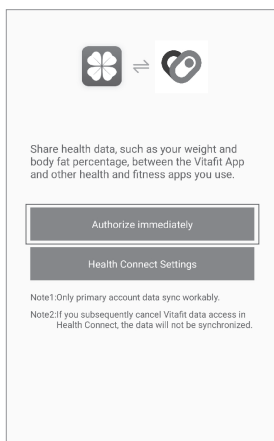 Share health data, such as your weight and
body fat percentage, between the Vitafit App
and other health and fitness apps you use.
Authorize immediately
Health Connect Settings
Note1:Only primary account data sync workably.
Note2:If you subsequently cancel Vitafit data access in
Health Connect, the data will not be synchronized.